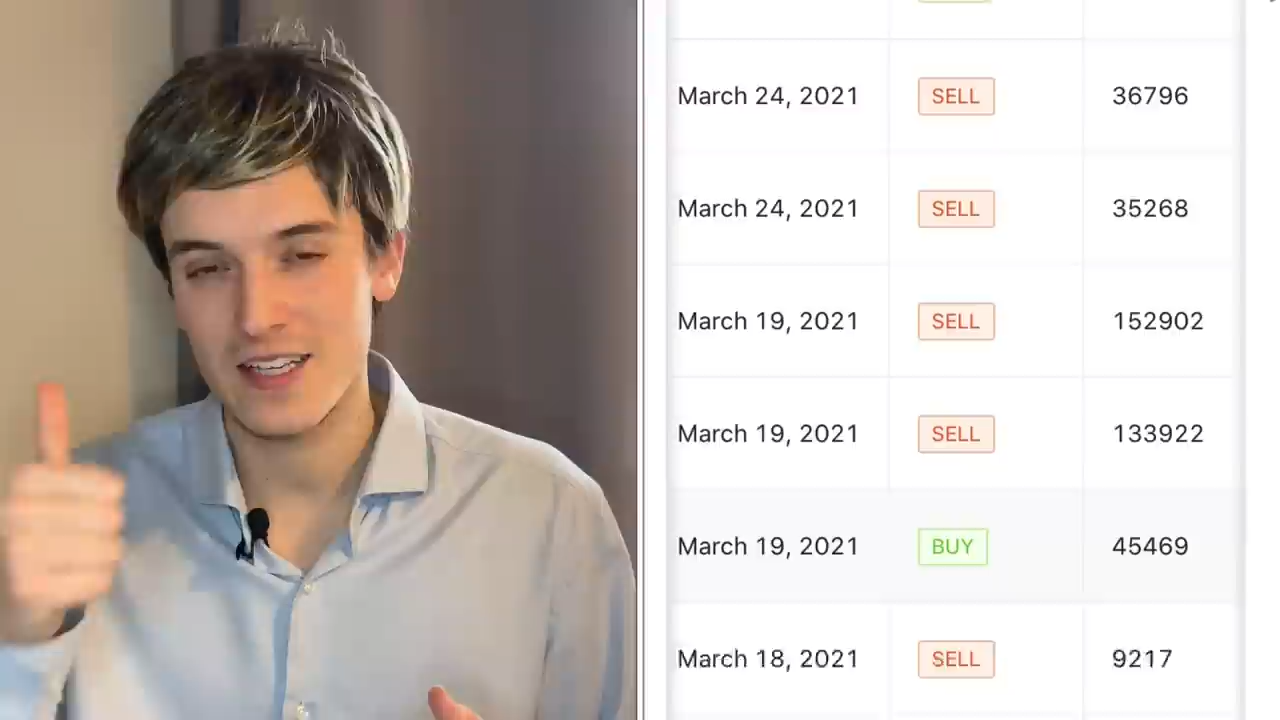 March 24, 2021 SELL 36796
March 24, 2021 SELL 35268
March 19, 2021 SELL 152902
March 19, 2021 SELL 133922
March 19, 2021 BUY 45469
March 18, 2021 SELL 9217